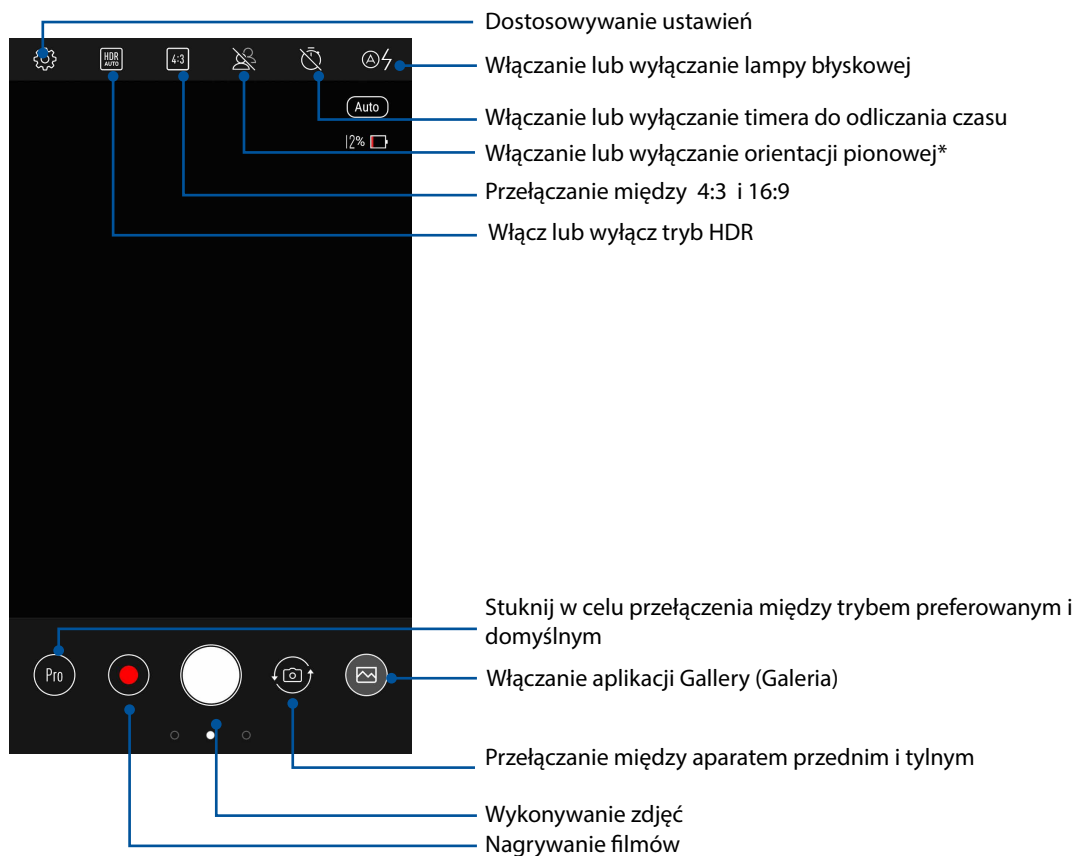 Dostosowywanie ustawień
HDR
AUTO
4:3
A
Włączanie lub wyłączanie lampy błyskowej
Auto
Włączanie lub wyłączanie timera do odliczania czasu
12%
Włączanie lub wyłączanie orientacji pionowej*
Przełączanie między 4:3 i 16:9
Włącz lub wyłącz tryb HDR
Stuknij w celu przełączenia między trybem preferowanym i
domyślnym
Pro
Włączanie aplikacji Gallery (Galeria)
Przełączanie między aparatem przednim i tylnym
Wykonywanie zdjęć
Nagrywanie filmów